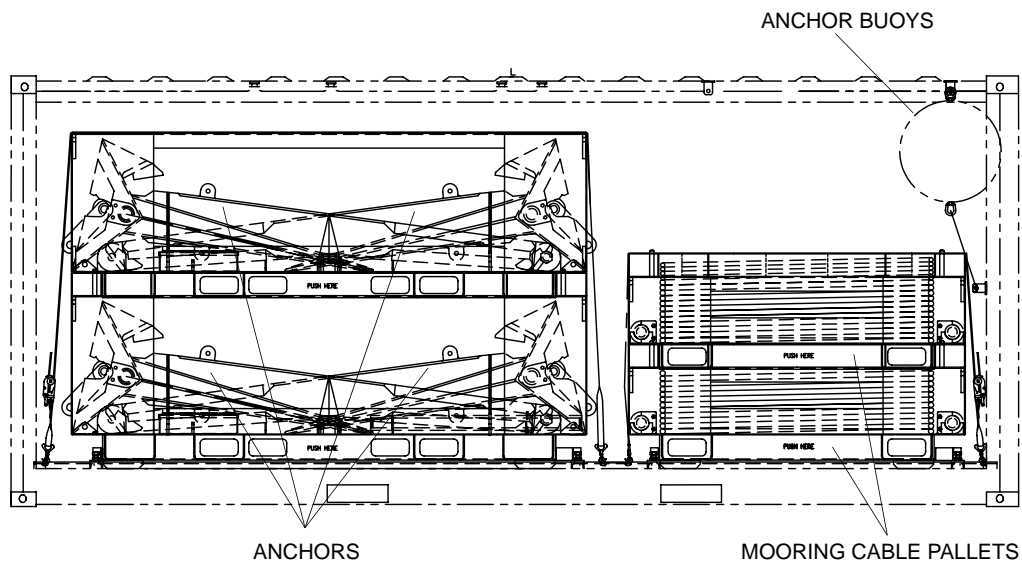 ANCHOR BUOYS
L
PUSH HERE
PUSH HERE
PUSH HERE
PUSH HERE
ANCHORS
MOORING CABLE PALLETS